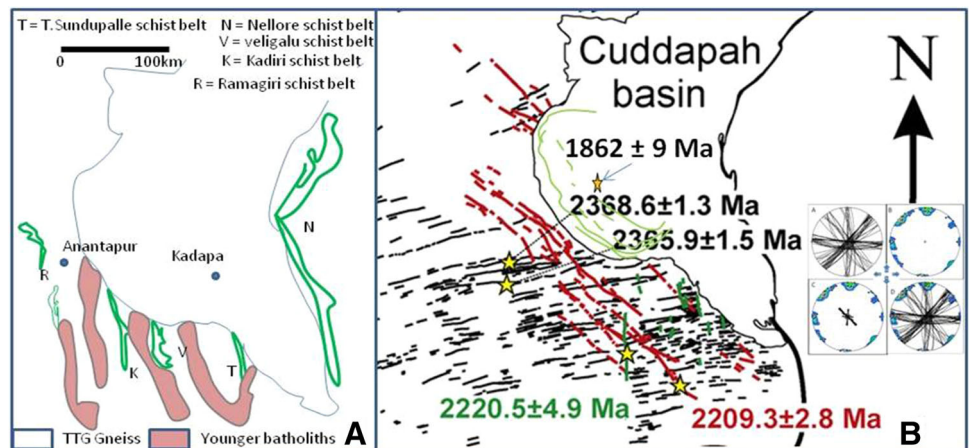 T = T.Sundupalle schist belt
N = Nellore schist belt
V = veligalu schist belt
K = Kadiri schist belt
R = Ramagiri schist belt
0 100km
N
Anantapur
R
Kadapa
V
K
T
TTG Gneiss
Younger batholiths
A
Cuddapah
basin
N
1862 ± 9 Ma
2368.6±1.3 Ma
2365.9±1.5 Ma
A
B
C
D
2220.5±4.9 Ma
2209.3±2.8 Ma
B